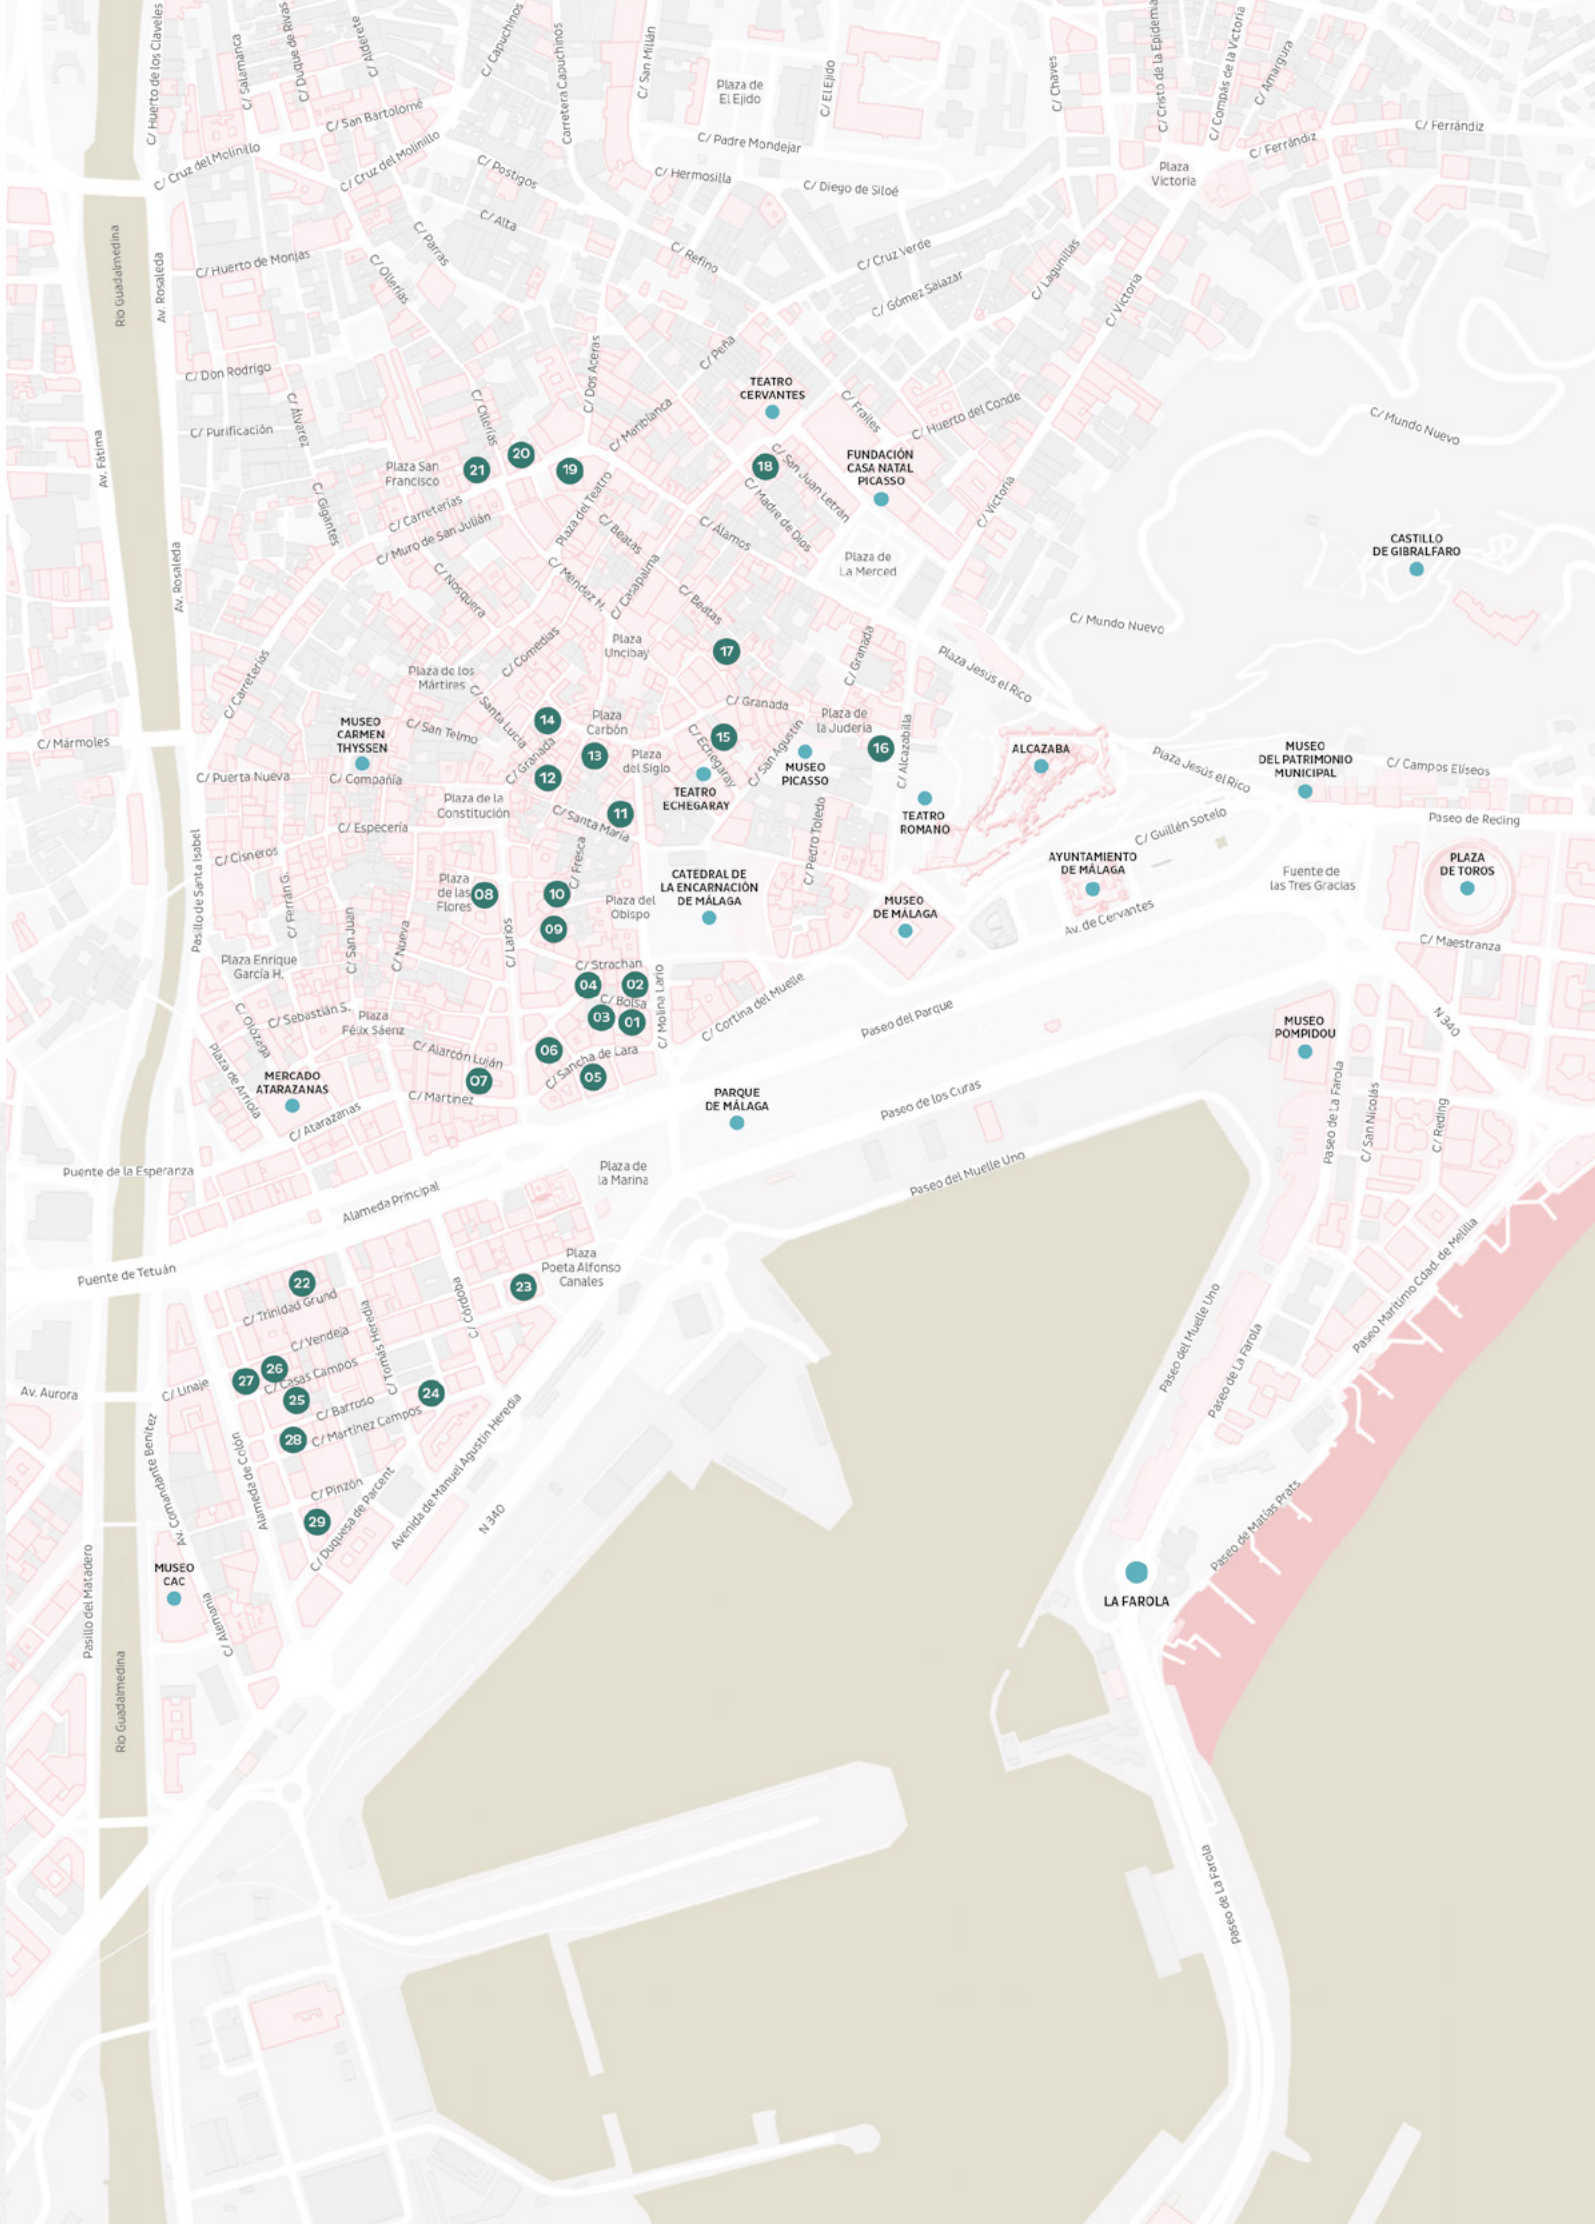 C/ Huerto de los Claveles
C/ Salamanca
C/ Duque de Rivas
C/ Alderete
C/ Capuchinos
Carretera Capuchinos
C/ San Millán
Plaza de
El Ejido
C/ El Ejido
C/ Chaves
C/ Cristo de la Epidemia
C/ Compás de la Victoria
C/ Amargura
C/ Ferrándiz
C/ Ferrándiz
C/ San Bartolomé
C/ Cruz del Molinillo
C/ Cruz del Molinillo
C/ Postigos
C/ Padre Mondejar
C/ Hermosilla
C/ Diego de Siloé
Plaza
Victoria
C/ Alta
C/ Parras
C/ Refino
C/ Cruz Verde
C/ Gómez Salazar
C/ Lagunillas
C/ Victoria
Río Guadalmedina
Av. Rosaleda
C/ Huerto de Monjas
C/ Ollerías
C/ Dos Aceras
C/ Peña
C/ Don Rodrigo
C/ Álvarez
C/ Ollerías
C/ Mariblanca
TEATRO
CERVANTES
C/ Frailes
C/ Huerto del Conde
C/ Mundo Nuevo
C/ Purificación
Av. Fátima
Plaza San
Francisco
21
20
19
18
C/ San Juan Letrán
C/ Madre de Dios
FUNDACIÓN
CASA NATAL
PICASSO
C/ Victoria
C/ Gigantes
C/ Carreterías
C/ Muro de San Julián
Plaza del Teatro
C/ Beatas
C/ Álamos
Plaza de
La Merced
CASTILLO
DE GIBRALFARO
Av. Rosaleda
C/ Nosquera
C/ Mendez N.
C/ Casapalma
C/ Beatas
C/ Mundo Nuevo
C/ Comedias
Plaza
Uncibay
17
C/ Granada
Plaza Jesús el Rico
C/ Carreterías
Plaza de los
Mártires
C/ Santa Lucía
C/ San Telmo
14
Plaza
Carbón
C/ Granada
Plaza de
la Judería
C/ Mármoles
MUSEO
CARMEN
THYSSEN
C/ Granada
13
Plaza
del Siglo
15
C/ Echegaray
C/ San Agustín
16
C/ Alcazabilla
ALCAZABA
Plaza Jesús el Rico
MUSEO
DEL PATRIMONIO
MUNICIPAL
C/ Campos Elíseos
C/ Puerta Nueva
C/ Compañía
12
TEATRO
ECHEGARAY
MUSEO
PICASSO
TEATRO
ROMANO
Plaza de la
Constitución
C/ Santa María
11
C/ Especería
C/ Guillén Sotelo
Paseo de Reding
Pasillo de Santa Isabel
C/ Cisneros
C/ Fresca
C/ Pedro Toledo
AYUNTAMIENTO
DE MÁLAGA
Fuente de
las Tres Gracias
PLAZA
DE TOROS
C/ Ferrán G.
Plaza
de las
Flores
08
10
CATEDRAL DE
LA ENCARNACIÓN
DE MÁLAGA
Plaza del
Obispo
MUSEO
DE MÁLAGA
Av. de Cervantes
C/ San Juan
C/ Nueva
C/ Larios
09
C/ Maestranza
Plaza Enrique
García H.
C/ Strachan
04
02
C/ Bolsa
C/ Molina Lario
C/ Cortina del Muelle
C/ Olózaga
C/ Sebastián S.
Plaza
Félix Sáenz
03
01
Paseo del Parque
MUSEO
POMPIDOU
N 340
Plaza de Arriola
C/ Alarcón Luján
06
C/ Sancha de Lara
MERCADO
ATARAZANAS
07
05
C/ Martínez
PARQUE
DE MÁLAGA
Paseo de los Curas
C/ Atarazanas
Paseo de La Farola
C/ San Nicolás
C/ Reding
Puente de la Esperanza
Plaza de
la Marina
Paseo del Muelle Uno
Alameda Principal
Puente de Tetuán
Plaza
Poeta Alfonso
Canales
22
C/ Trinidad Grund
23
C/ Córdoba
Paseo Marítimo Cdad. de Melilla
C/ Vendeja
C/ Tomás Heredia
Paseo del Muelle Uno
Paseo de La Farola
Av. Aurora
C/ Linaje
27
26
C/ Casas Campos
25
24
C/ Barroso
28
C/ Martínez Campos
Av. Comandante Benítez
Alameda de Colón
C/ Pinzón
29
C/ Duquesa de Parcent
Avenida de Manuel Agustín Heredia
N 340
Paseo de Matías Prats
MUSEO
CAC
Pasillo del Matadero
C/ Alemania
LA FAROLA
Río Guadalmedina
Paseo de La Farola